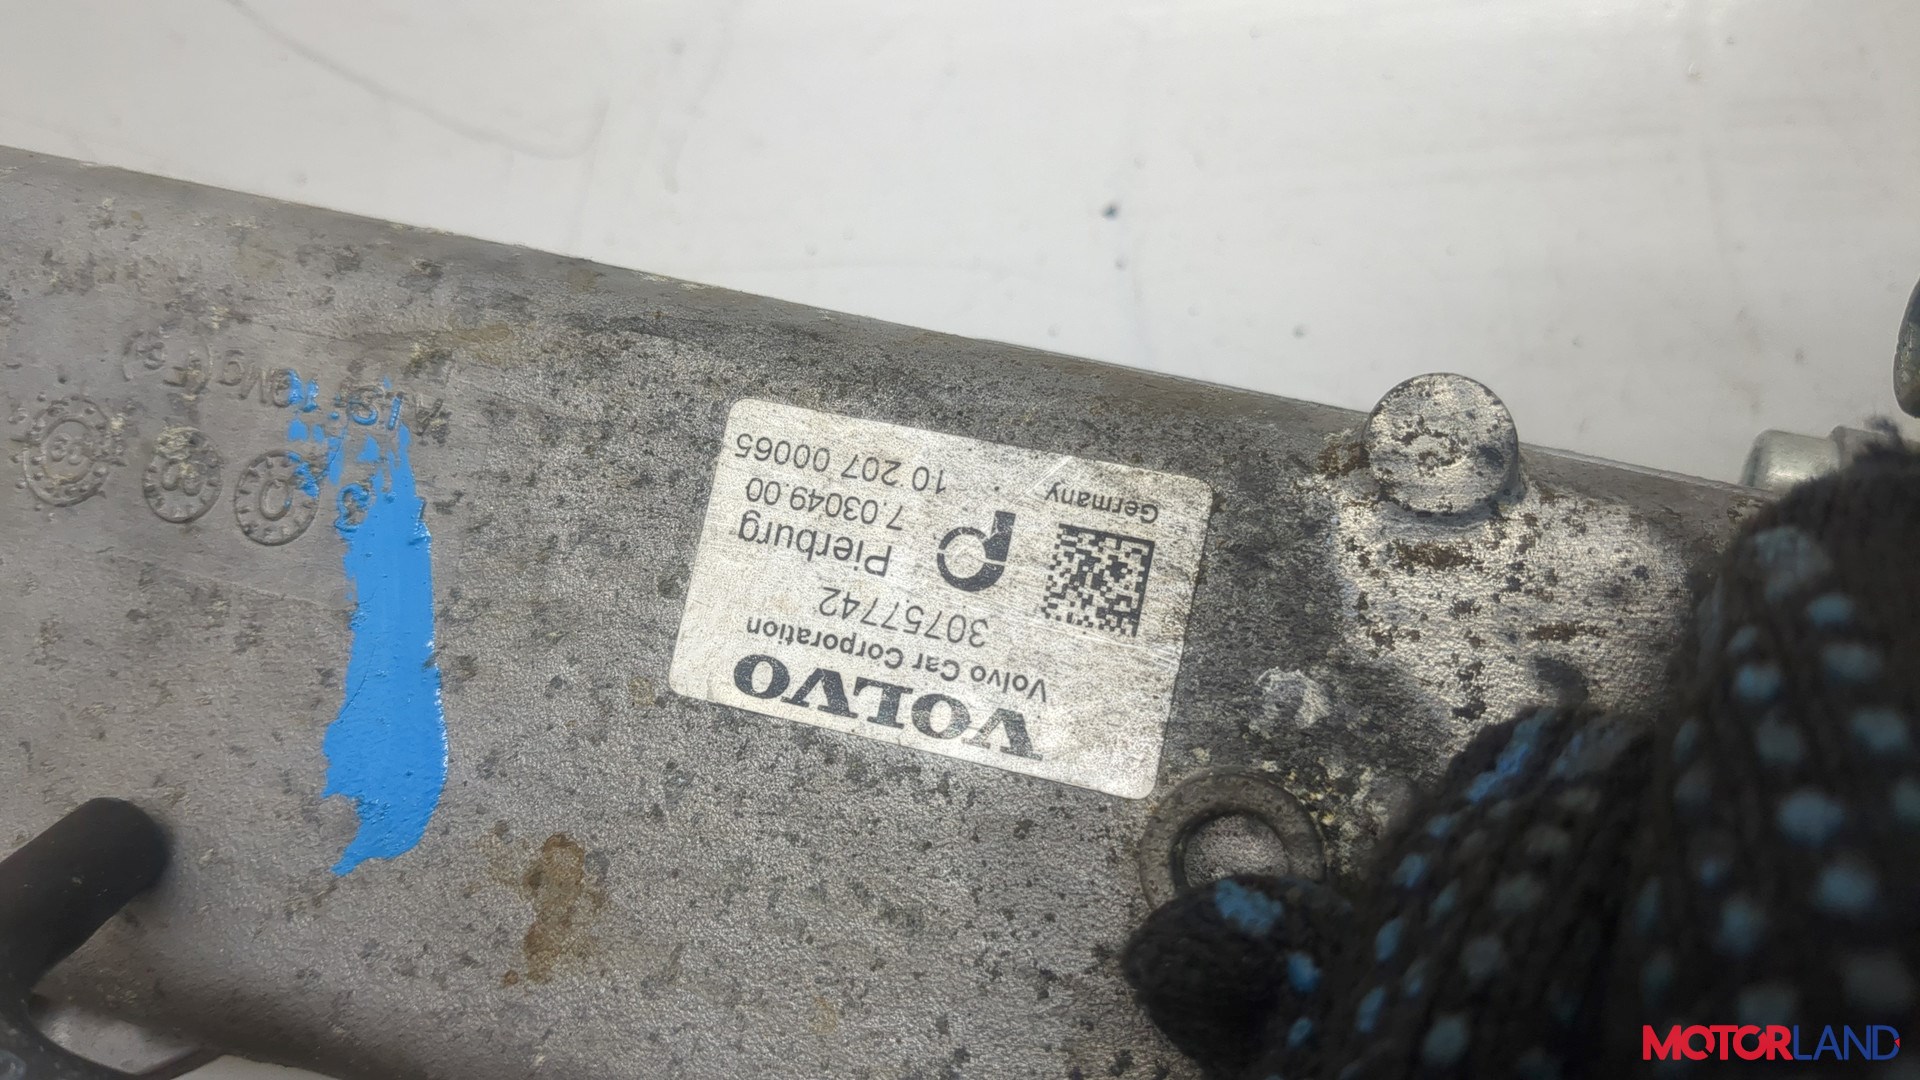 VOLVO
Volvo Car Corporation
30757742
Pierburg
7.03049.00
10 207 00065
Germany
MOTORLAND